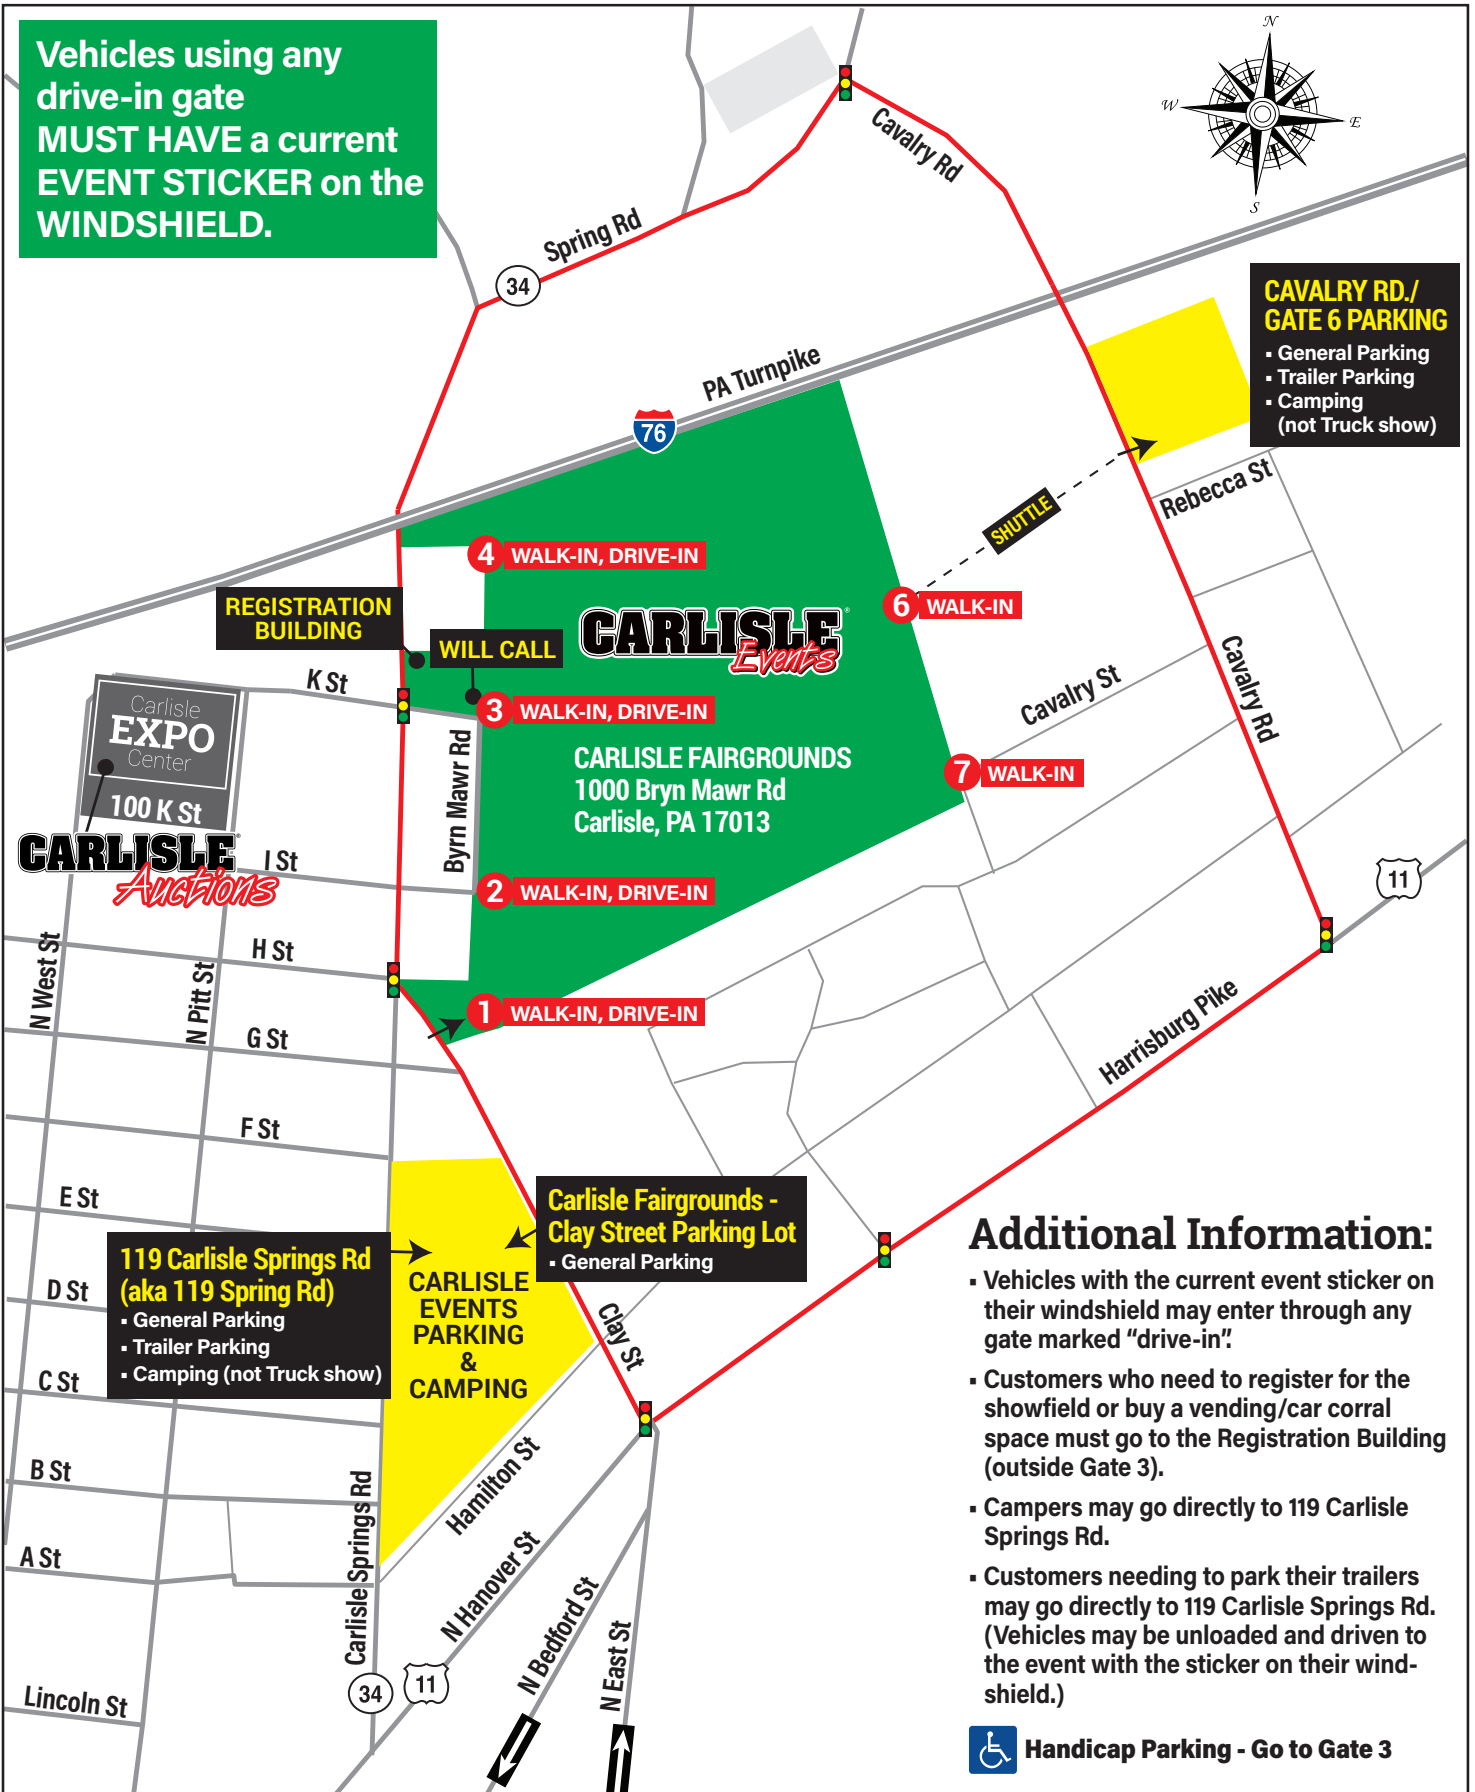 Vehicles using any
drive-in gate
MUST HAVE a current
EVENT STICKER on the
WINDSHIELD.
N
W
E
S
Cavalry Rd
Spring Rd
34
CAVALRY RD./
GATE 6 PARKING
▪ General Parking
▪ Trailer Parking
▪ Camping
(not Truck show)
PA Turnpike
76
Rebecca St
SHUTTLE
4 WALK-IN, DRIVE-IN
REGISTRATION
BUILDING
WILL CALL
CARLISLE®
Events
6 WALK-IN
K St
3 WALK-IN, DRIVE-IN
Cavalry St
Cavalry Rd
Carlisle
EXPO
Center
100 K St
CARLISLE®
Auctions
Byrn Mawr Rd
CARLISLE FAIRGROUNDS
1000 Bryn Mawr Rd
Carlisle, PA 17013
7 WALK-IN
I St
2 WALK-IN, DRIVE-IN
11
H St
N West St
N Pitt St
1 WALK-IN, DRIVE-IN
G St
Harrisburg Pike
F St
E St
Carlisle Fairgrounds -
Clay Street Parking Lot
▪ General Parking
119 Carlisle Springs Rd
(aka 119 Spring Rd)
▪ General Parking
▪ Trailer Parking
▪ Camping (not Truck show)
CARLISLE
EVENTS
PARKING
&
CAMPING
D St
Clay St
C St
B St
Hamilton St
Carlisle Springs Rd
A St
N Hanover St
N Bedford St
N East St
34
11
Lincoln St
Additional Information:
▪ Vehicles with the current event sticker on
their windshield may enter through any
gate marked “drive-in”.
▪ Customers who need to register for the
showfield or buy a vending/car corral
space must go to the Registration Building
(outside Gate 3).
▪ Campers may go directly to 119 Carlisle
Springs Rd.
▪ Customers needing to park their trailers
may go directly to 119 Carlisle Springs Rd.
(Vehicles may be unloaded and driven to
the event with the sticker on their wind-
shield.)
Handicap Parking - Go to Gate 3